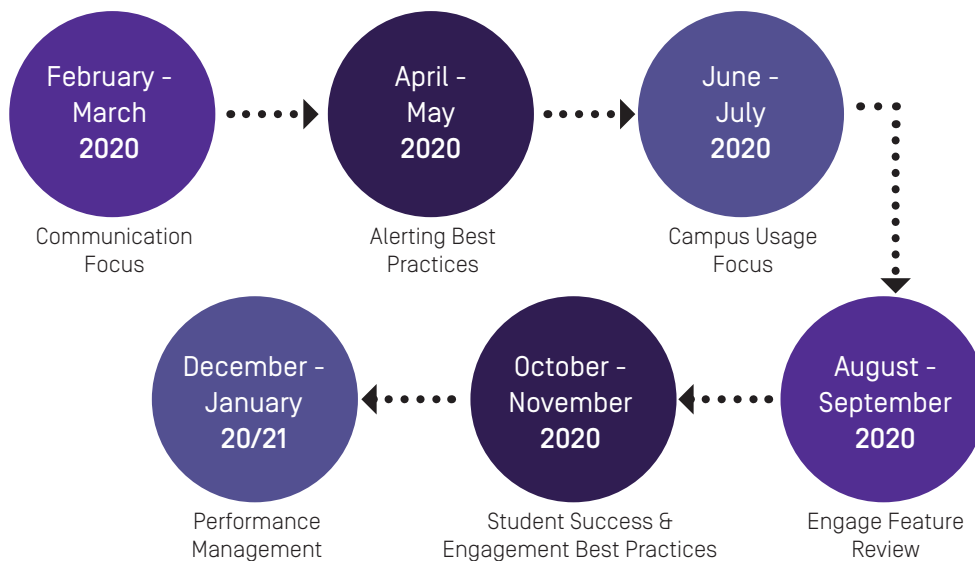 February -
March
2020
Communication
Focus
April -
May
2020
Alerting Best
Practices
June -
July
2020
Campus Usage
Focus
August -
September
2020
Engage Feature
Review
October -
November
2020
Student Success &
Engagement Best Practices
December -
January
20/21
Performance
Management